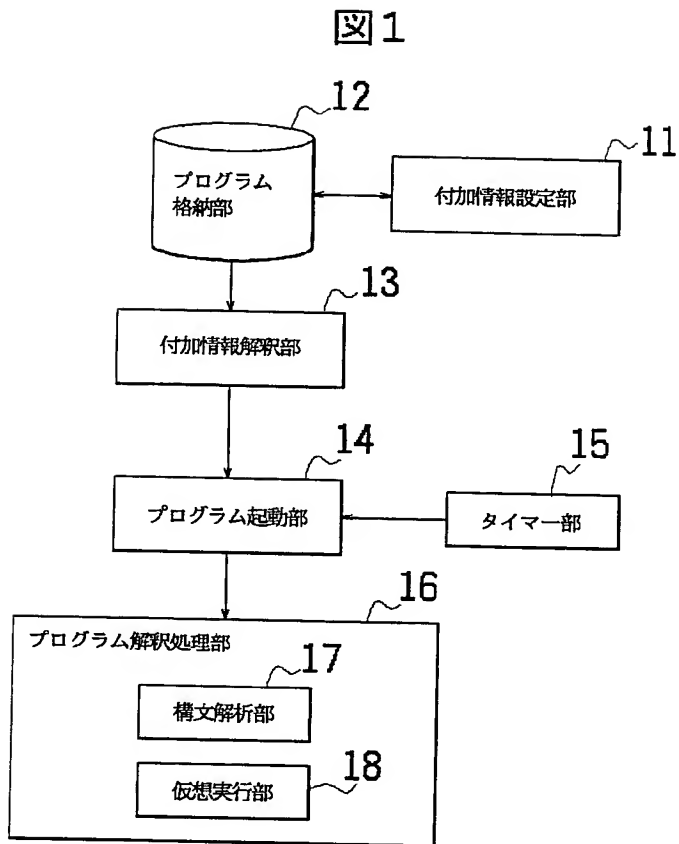 図1
12
プログラム
格納部
11
付加情報設定部
13
付加情報解釈部
14
プログラム起動部
15
タイマー部
16
プログラム解釈処理部
17
構文解析部
18
仮想実行部